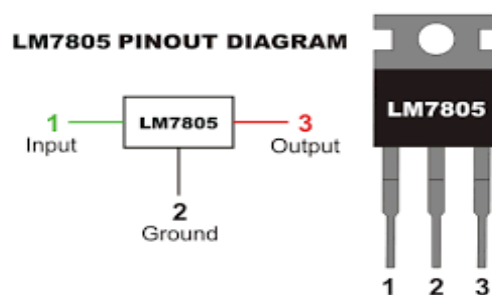 LM7805 PINOUT DIAGRAM
1
Input
LM7805
3
Output
2
Ground
LM7805
1 2 3